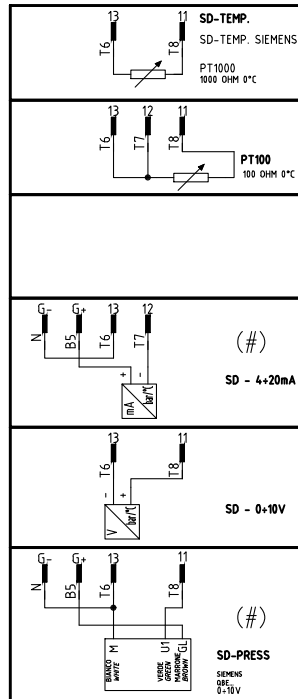 13 11 SD-TEMP.
SD-TEMP. SIEMENS
T6 T8
PT1000
1000 OHM 0°C
13 12 11
T6 T7 T8
PT100
100 OHM 0°C
G- G+ 13 12
N B5 T6 T7
(#)
+ -
mA bar/°C
SD - 4÷20mA
13 11
T6 T8
- +
V bar/°C
SD - 0÷10V
G- G+ 13 11
N B5 T6 T8
(#)
M U1 GL
BIANCO VERDE MARRONE
WHITE GREEN BROWN
SD-PRESS
SIEMENS
QBE..
0÷10V